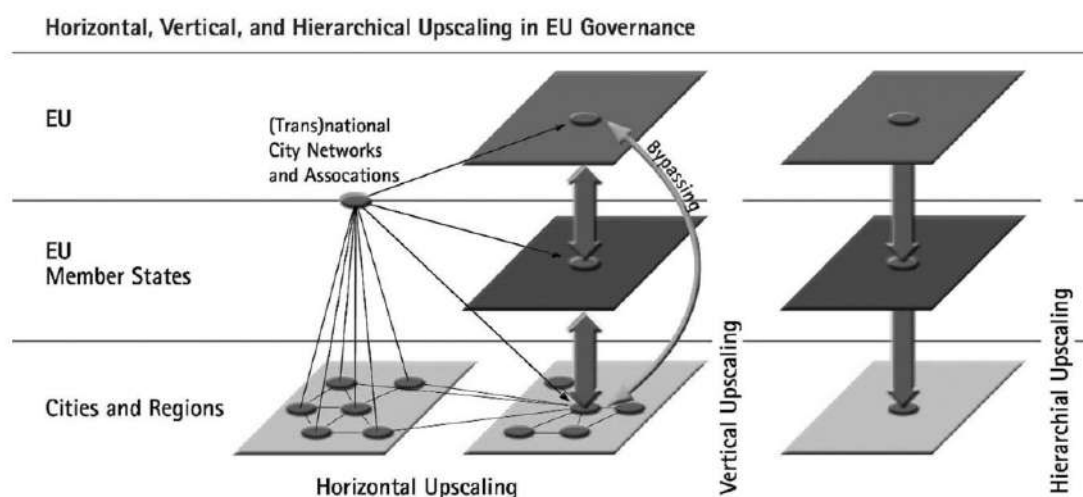 Horizontal, Vertical, and Hierarchical Upscaling in EU Governance
EU
(Trans)national
City Networks
and Assocations
Bypassing
EU
Member States
Cities and Regions
Horizontal Upscaling
Vertical Upscaling
Hierarchial Upscaling